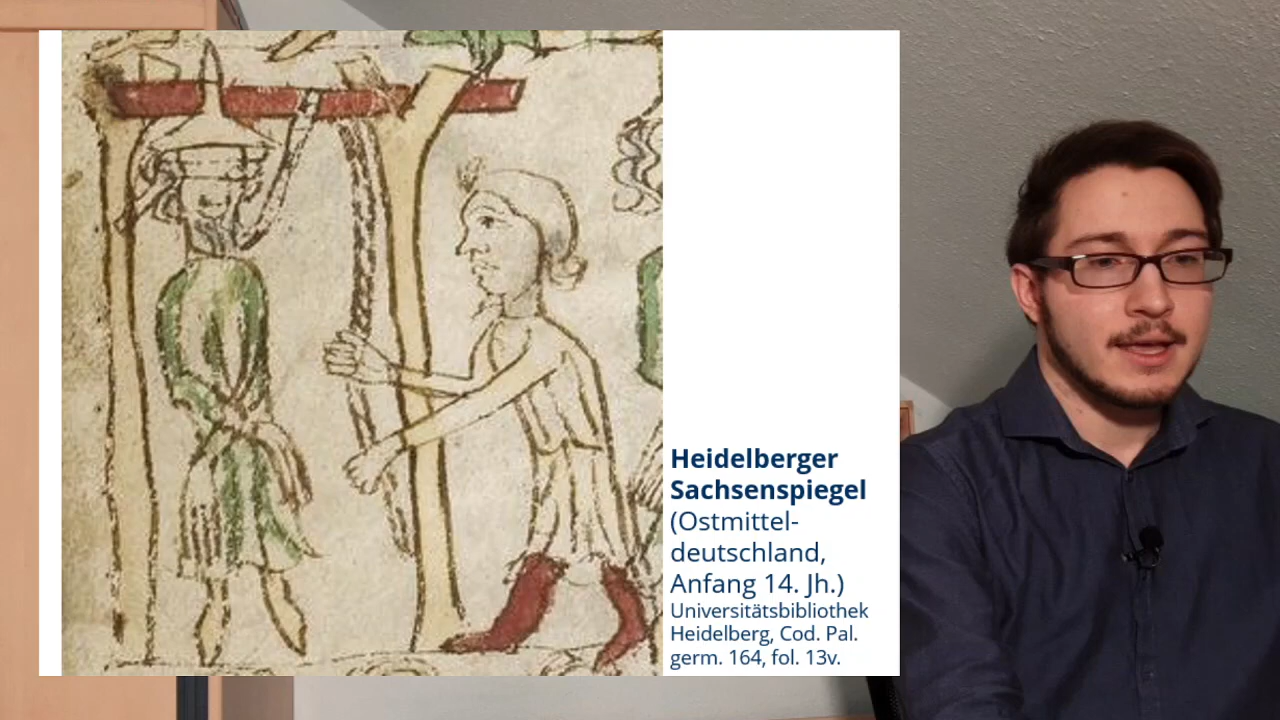 Heidelberger
Sachsenspiegel
(Ostmittel-
deutschland,
Anfang 14. Jh.)
Universitätsbibliothek
Heidelberg, Cod. Pal.
germ. 164, fol. 13v.